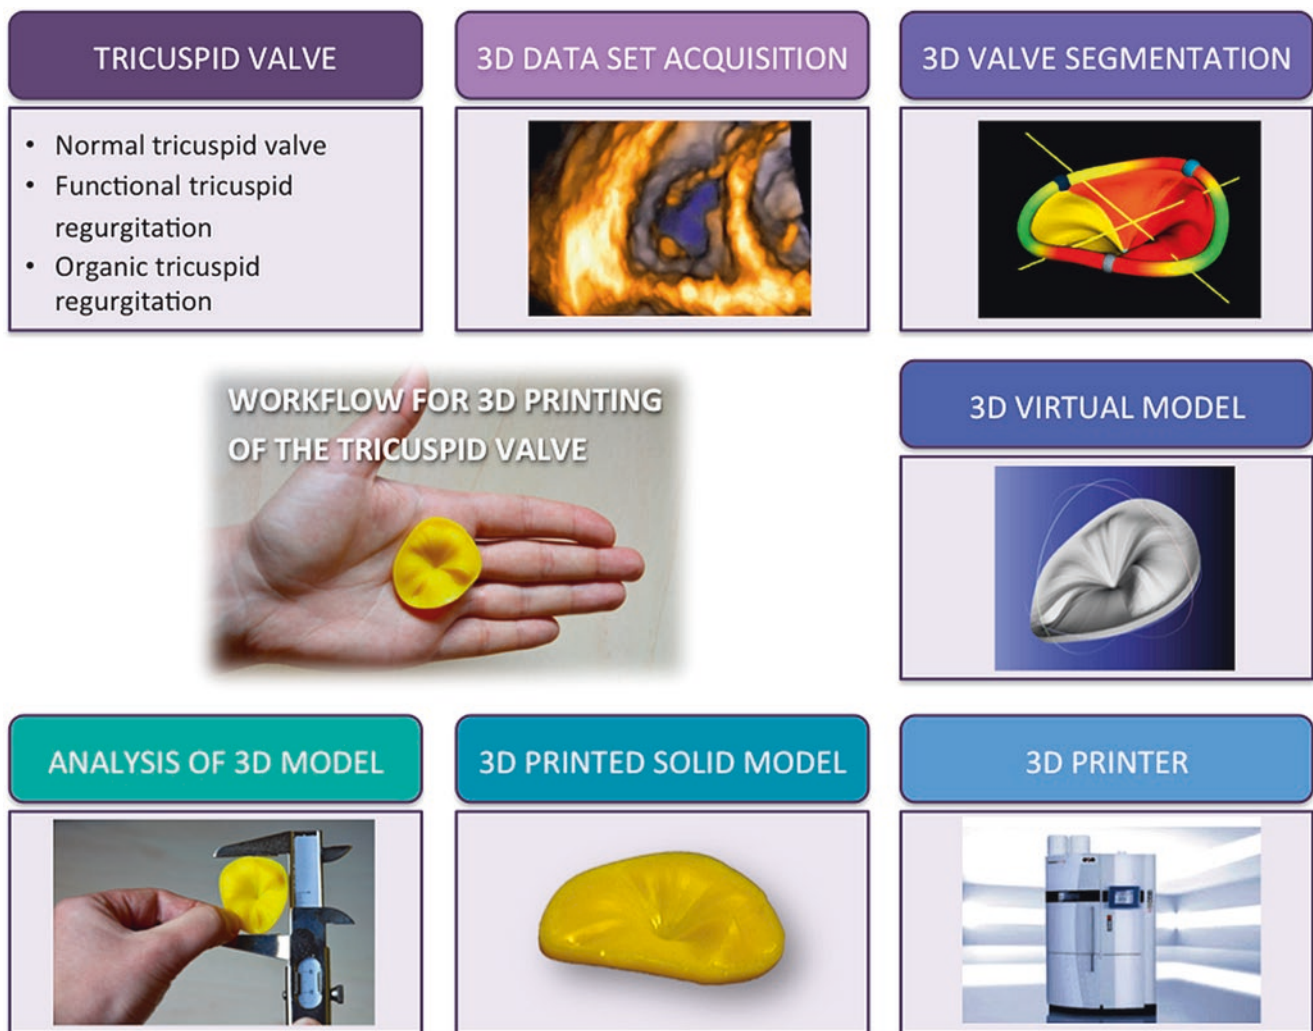 TRICUSPID VALVE
• Normal tricuspid valve
• Functional tricuspid
regurgitation
• Organic tricuspid
regurgitation
3D DATA SET ACQUISITION
3D VALVE SEGMENTATION
WORKFLOW FOR 3D PRINTING
OF THE TRICUSPID VALVE
3D VIRTUAL MODEL
ANALYSIS OF 3D MODEL
3D PRINTED SOLID MODEL
3D PRINTER